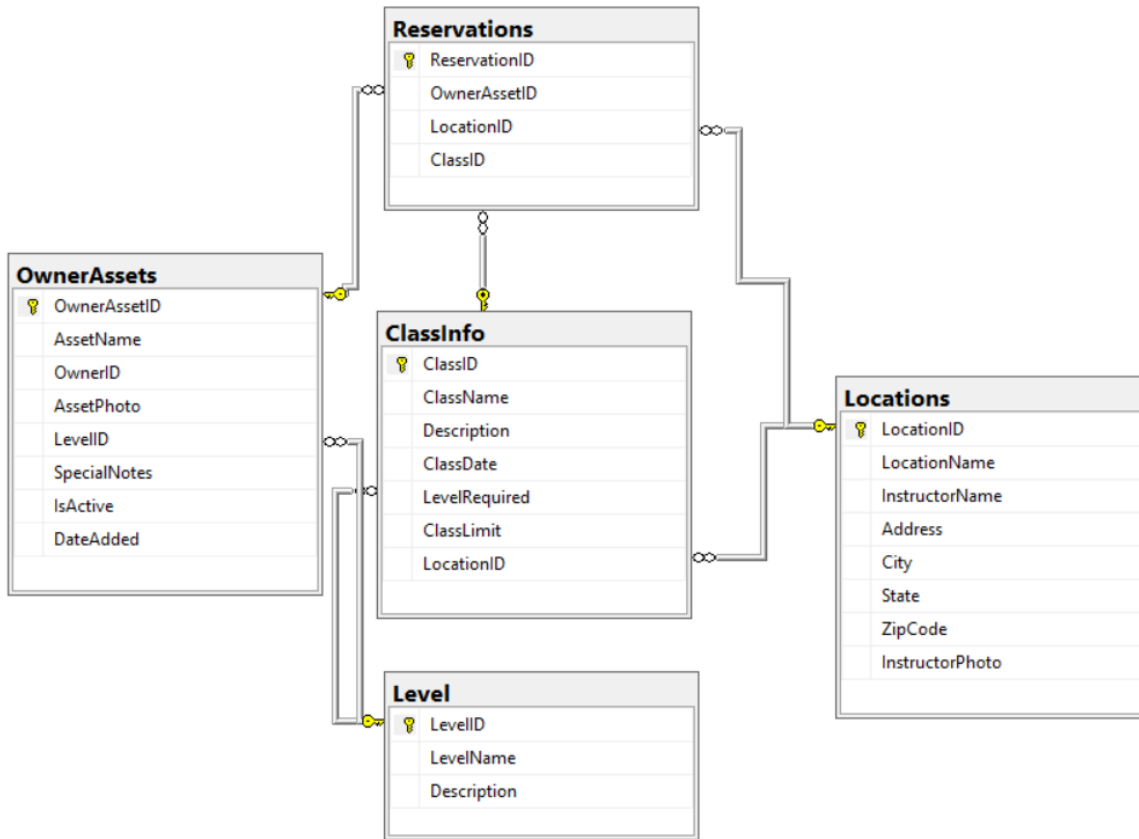 Reservations
ReservationID
OwnerAssetID
LocationID
ClassID
OwnerAssets
OwnerAssetID
AssetName
OwnerID
AssetPhoto
LevelID
SpecialNotes
IsActive
DateAdded
ClassInfo
ClassID
ClassName
Description
ClassDate
LevelRequired
ClassLimit
LocationID
Locations
LocationID
LocationName
InstructorName
Address
City
State
ZipCode
InstructorPhoto
Level
LevelID
LevelName
Description